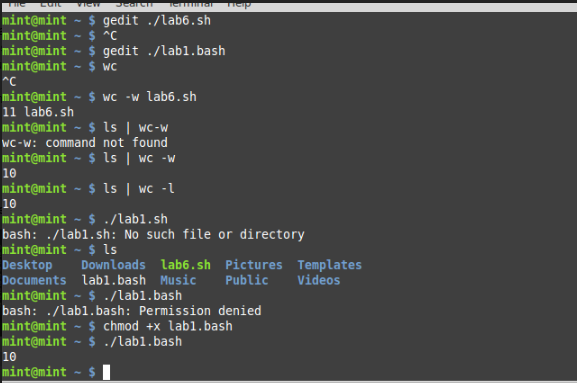 File Edit View Search Terminal Help
mint@mint ~ $ gedit ./lab6.sh
mint@mint ~ $ ^C
mint@mint ~ $ gedit ./lab1.bash
mint@mint ~ $ wc
^C
mint@mint ~ $ wc -w lab6.sh
11 lab6.sh
mint@mint ~ $ ls | wc-w
wc-w: command not found
mint@mint ~ $ ls | wc -w
10
mint@mint ~ $ ls | wc -l
10
mint@mint ~ $ ./lab1.sh
bash: ./lab1.sh: No such file or directory
mint@mint ~ $ ls
Desktop Downloads lab6.sh Pictures Templates
Documents lab1.bash Music Public Videos
mint@mint ~ $ ./lab1.bash
bash: ./lab1.bash: Permission denied
mint@mint ~ $ chmod +x lab1.bash
mint@mint ~ $ ./lab1.bash
10
mint@mint ~ $